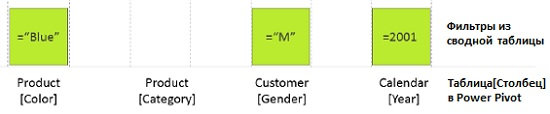 =“Blue”
=“M”
=2001
Фильтры из
сводной таблицы
Product
[Color]
Product
[Category]
Customer
[Gender]
Calendar
[Year]
Таблица[Столбец]
в Power Pivot